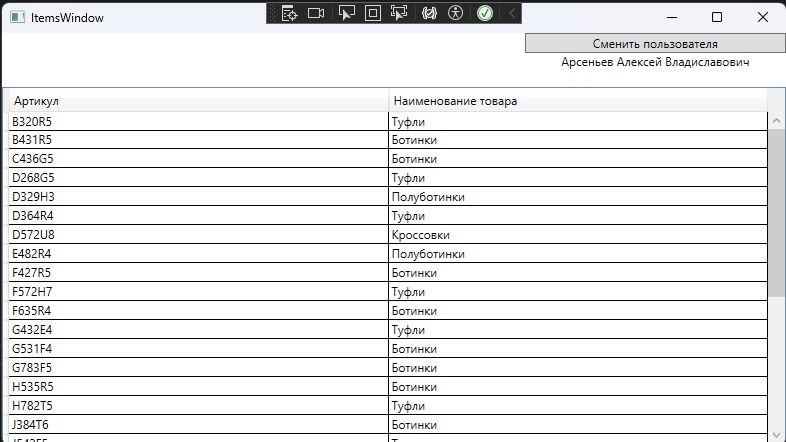 ItemsWindow
Сменить пользователя
Арсеньев Алексей Владиславович
Артикул Наименование товара
B320R5 Туфли
B431R5 Ботинки
C436G5 Ботинки
D268G5 Туфли
D329H3 Полуботинки
D364R4 Туфли
D572U8 Кроссовки
E482R4 Полуботинки
F427R5 Ботинки
F572H7 Туфли
F635R4 Ботинки
G432E4 Туфли
G531F4 Ботинки
G783F5 Ботинки
H535R5 Ботинки
H782T5 Туфли
J384T6 Ботинки